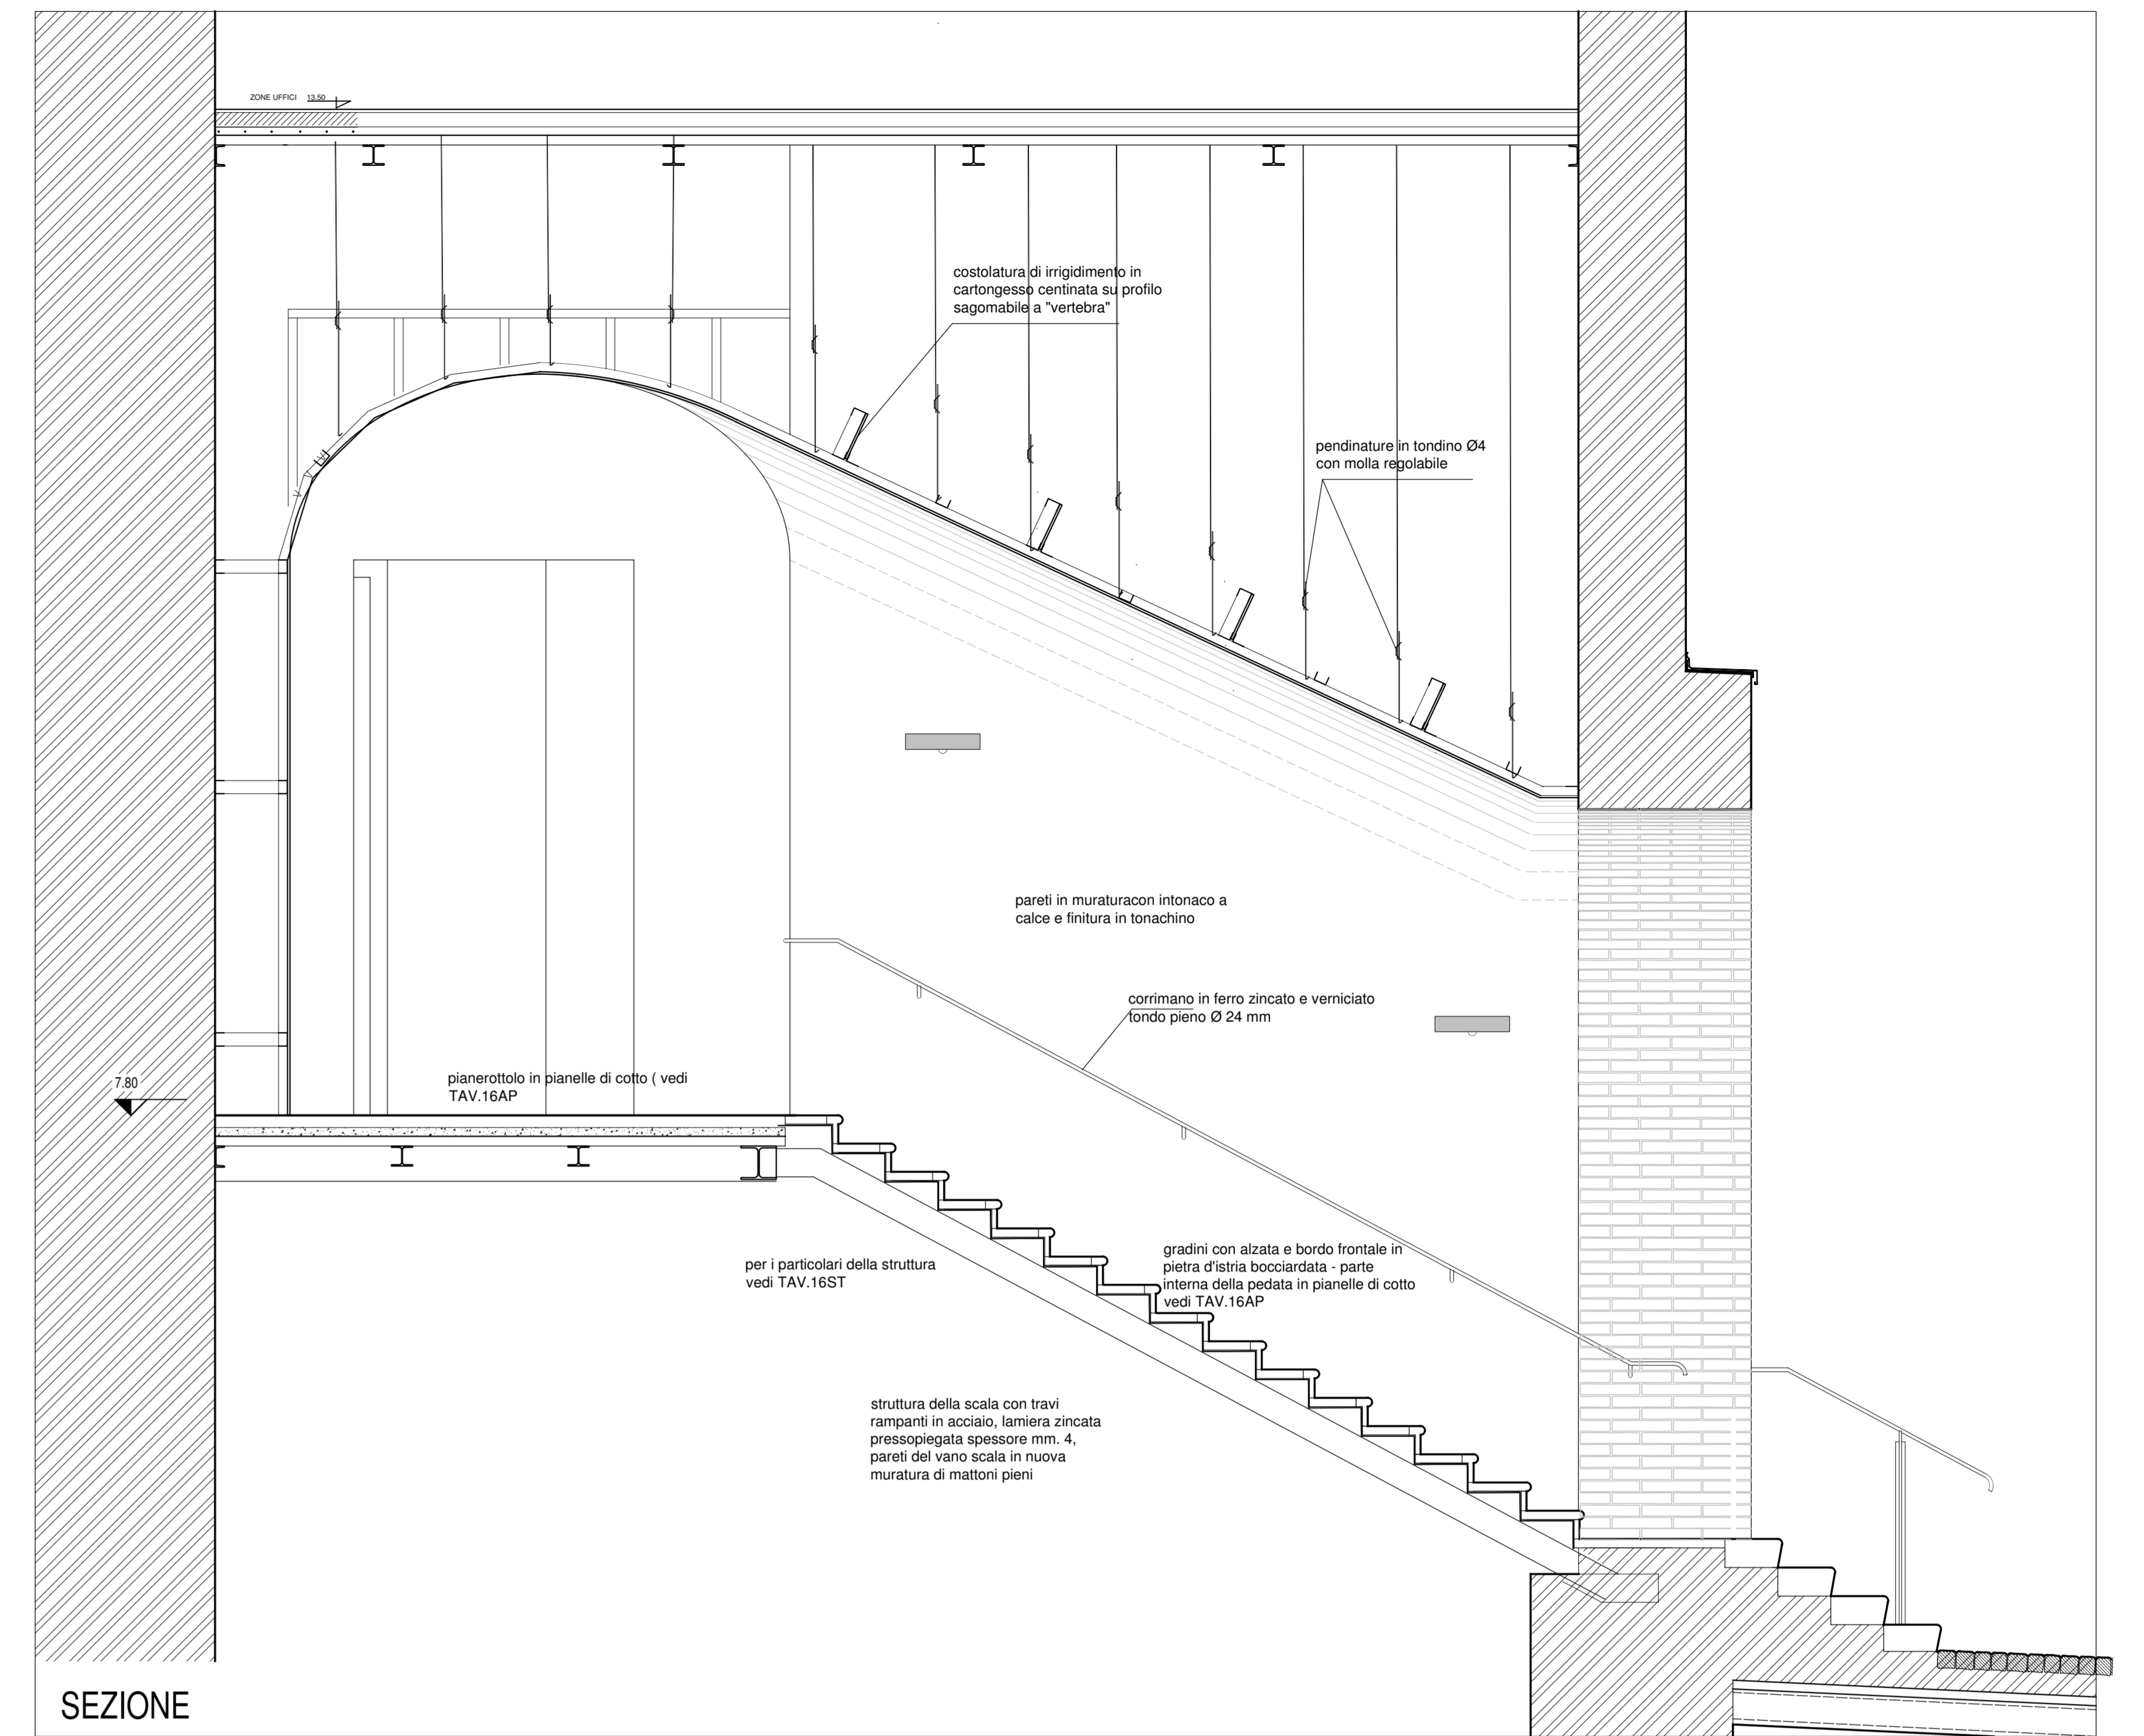 ZONE UFFICI 13.50
costolatura di irrigidimento in
cartongesso centinata su profilo
sagomabile a "vertebra"
pendinature in tondino Ø4
con molla regolabile
pareti in muraturacon intonaco a
calce e finitura in tonachino
corrimano in ferro zincato e verniciato
tondo pieno Ø 24 mm
7.80
pianerottolo in pianelle di cotto ( vedi
TAV.16AP
per i particolari della struttura
vedi TAV.16ST
gradini con alzata e bordo frontale in
pietra d'istria bocciardata - parte
interna della pedata in pianelle di cotto
vedi TAV.16AP
struttura della scala con travi
rampanti in acciaio, lamiera zincata
pressopiegata spessore mm. 4,
pareti del vano scala in nuova
muratura di mattoni pieni
SEZIONE